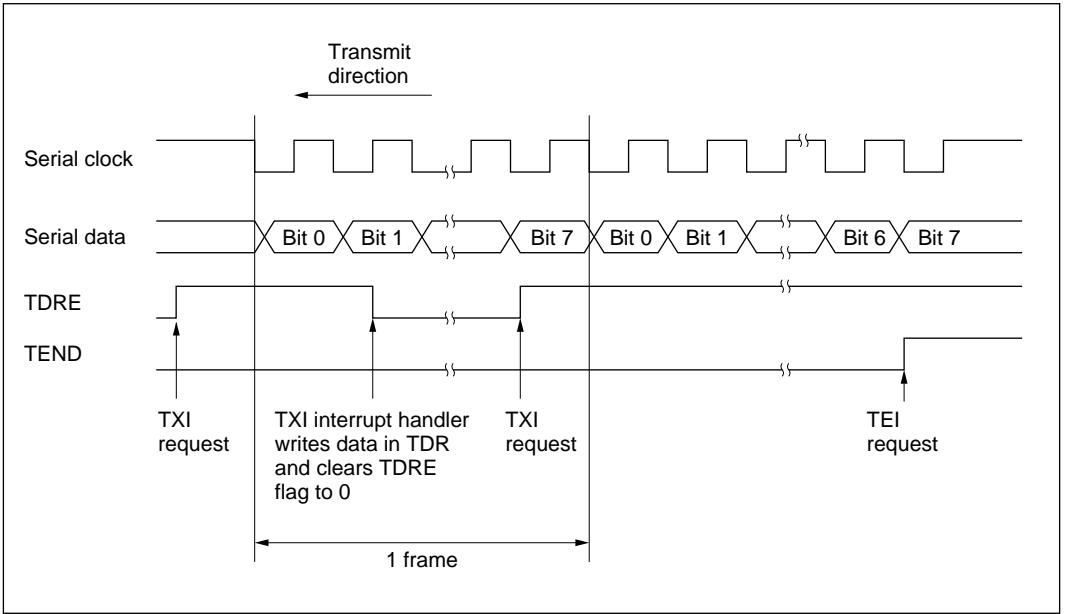 Transmit
direction
Serial clock
Serial data
Bit 0
Bit 1
Bit 7
Bit 0
Bit 1
Bit 6
Bit 7
TDRE
TEND
TXI
request
TXI interrupt handler
writes data in TDR
and clears TDRE
flag to 0
TXI
request
TEI
request
1 frame